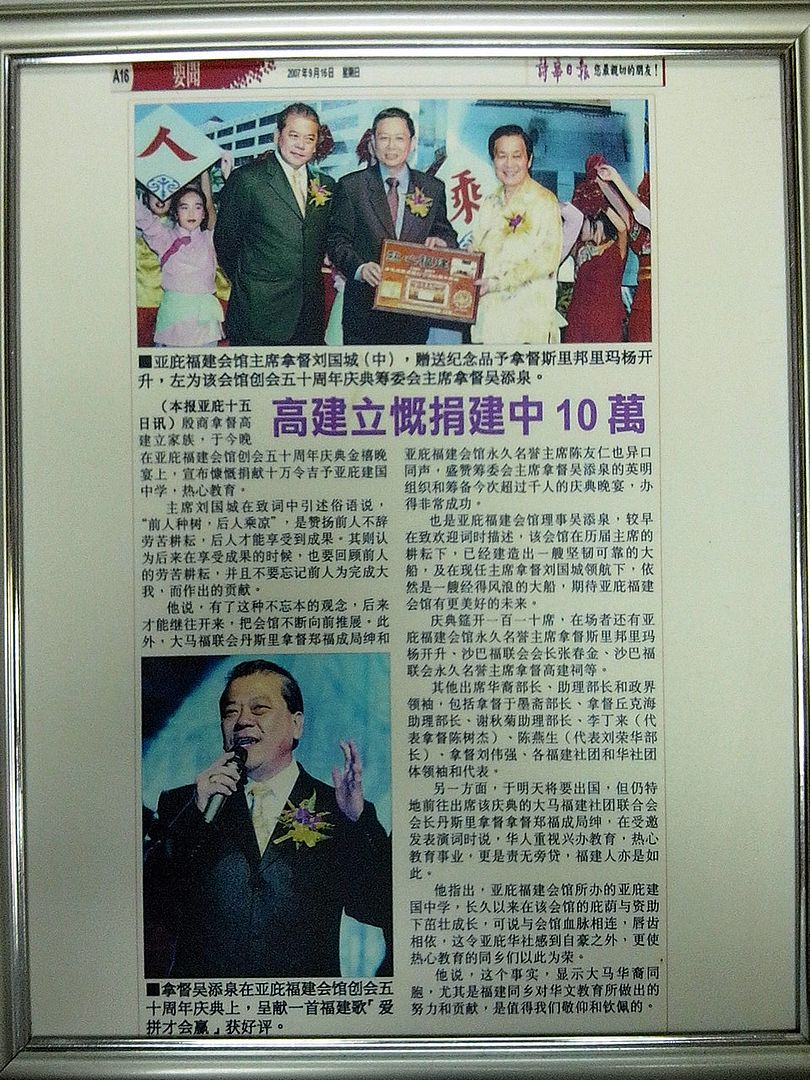 A16
要聞
2007年9月16日 星期日
詩華日报 您最親切的朋友!
人
乘
热心福建
■亚庇福建会馆主席拿督刘国城(中),赠送纪念品予拿督斯里邦里玛杨开
升,左为该会馆创会五十周年庆典筹委会主席拿督吴添泉。
高建立慨捐建中10萬
(本报亚庇十五
日讯)殷商拿督高
建立家族,于今晚
在亚庇福建会馆创会五十周年庆典金禧晚
宴上,宣布慷慨捐献十万令吉予亚庇建国
中学,热心教育。
主席刘国城在致词中引述俗语说,
"前人种树,后人乘凉",是赞扬前人不辞
劳苦耕耘,后人才能享受到成果。其则认
为后来在享受成果的时候,也要回顾前人
的劳苦耕耘,并且不要忘记前人为完成大
我,而作出的贡献。
他说,有了这种不忘本的观念,后来
才能继往开来,把会馆不断向前推展。此
外,大马福联会丹斯里拿督郑福成局绅和
亚庇福建会馆永久名誉主席陈友仁也异口
同声,盛赞筹委会主席拿督吴添泉的英明
组织和筹备今次超过千人的庆典晚宴,办
得非常成功。
也是亚庇福建会馆理事吴添泉,较早
在致欢迎词时描述,该会馆在历届主席的
耕耘下,已经建造出一艘坚韧可靠的大
船,及在现任主席拿督刘国城领航下,依
然是一艘经得风浪的大船,期待亚庇福建
会馆有更美好的未来。
庆典筵开一百一十席,在场者还有亚
庇福建会馆永久名誉主席拿督斯里邦里玛
杨开升、沙巴福联会会长张春金、沙巴福
联会永久名誉主席拿督高建祠等。
其他出席华裔部长、助理部长和政界
领袖,包括拿督于墨斋部长、拿督丘克海
助理部长、谢秋菊助理部长、李丁来(代
表拿督陈树杰)、陈燕生(代表刘荣华部
长)、拿督刘伟强、各福建社团和华社团
体领袖和代表。
另一方面,于明天将要出国,但仍特
地前往出席该庆典的大马福建社团联合会
会长丹斯里拿督拿督郑福成局绅,在受邀
发表演词时说,华人重视兴办教育,热心
教育事业,更是责无旁贷,福建人亦是如
此。
他指出,亚庇福建会馆所办的亚庇建
国中学,长久以来在该会馆的庇荫与资助
下茁壮成长,可说与会馆血脉相连,唇齿
相依,这令亚庇华社感到自豪之外,更使
热心教育的同乡们以此为荣。
他说,这个事实,显示大马华裔同
胞,尤其是福建同乡对华文教育所做出的
努力和贡献,是值得我们敬仰和钦佩的。
■拿督吴添泉在亚庇福建会馆创会五
十周年庆典上,呈献一首福建歌「爱
拼才会赢」获好评。